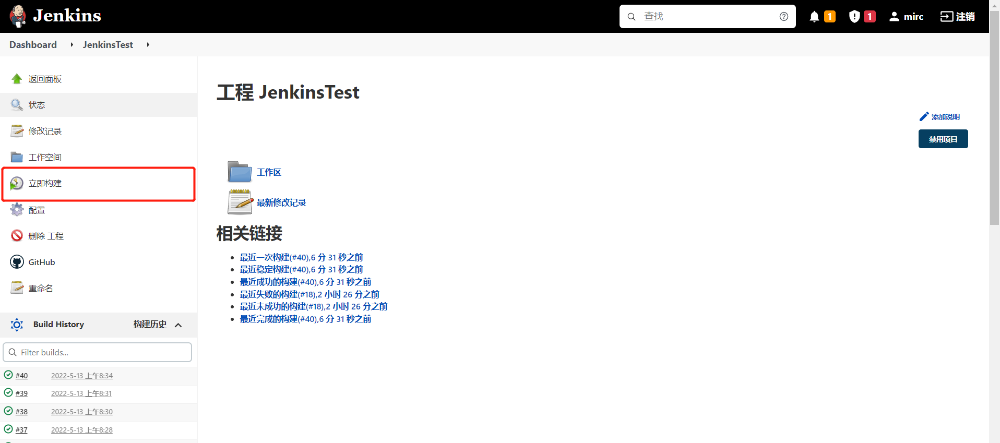 Jenkins
查找
1
1
mirc
注销
Dashboard
JenkinsTest
返回面板
状态
修改记录
工作空间
立即构建
配置
删除 工程
GitHub
重命名
Build History
构建历史
Filter builds...
#40 2022-5-13 上午8:34
#39 2022-5-13 上午8:31
#38 2022-5-13 上午8:30
#37 2022-5-13 上午8:28
工程 JenkinsTest
添加说明
禁用项目
工作区
最新修改记录
相关链接
最近一次构建(#40),6 分 31 秒之前
最近稳定构建(#40),6 分 31 秒之前
最近成功的构建(#40),6 分 31 秒之前
最近失败的构建(#18),2 小时 26 分之前
最近未成功的构建(#18),2 小时 26 分之前
最近完成的构建(#40),6 分 31 秒之前